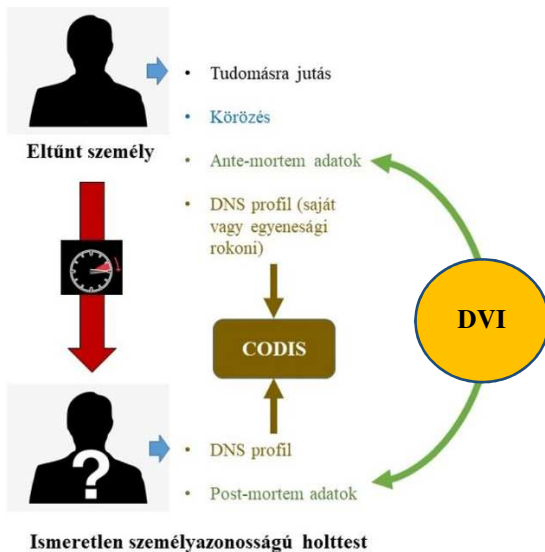 • Tudomásra jutás
• Körözés
Eltűnt személy
• Ante-mortem adatok
• DNS profil (saját
vagy egyenesági
rokoni)
CODIS
DVI
?
• DNS profil
• Post-mortem adatok
Ismeretlen személyazonosságú holttest